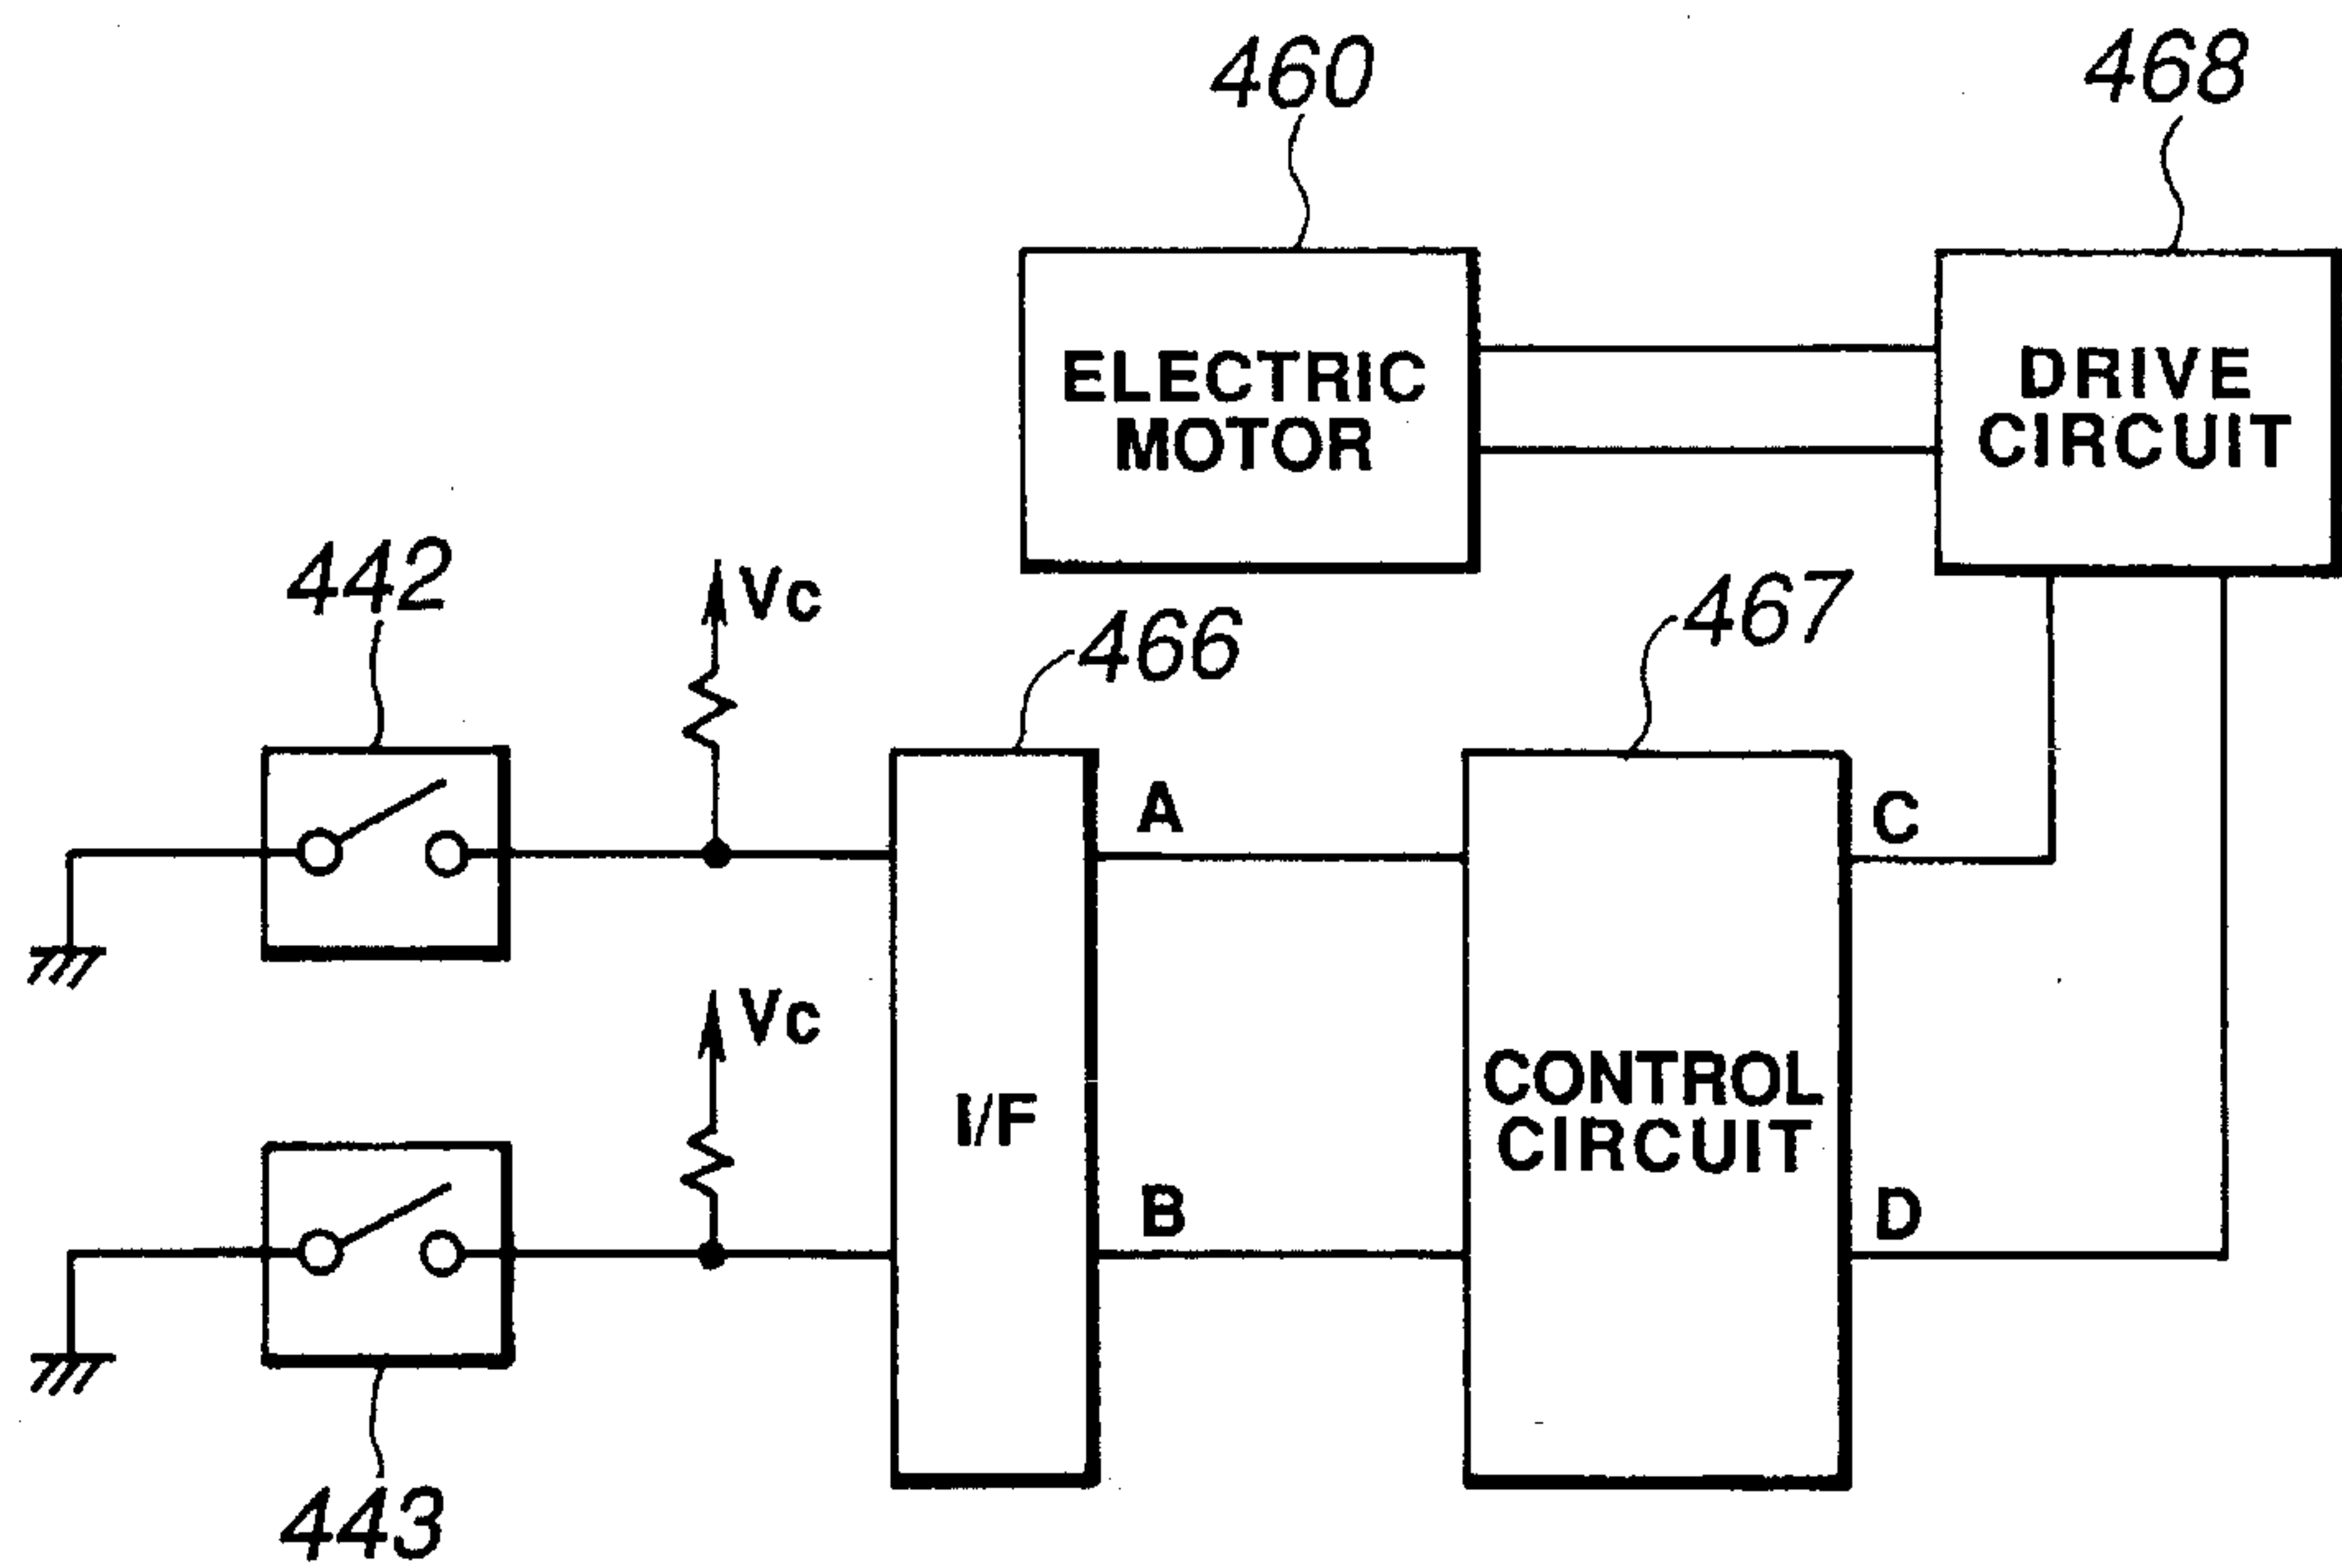 460
468
ELECTRIC
MOTOR
DRIVE
CIRCUIT
442
Vc
466
467
A
C
Vc
I/F
CONTROL
CIRCUIT
B
D
443